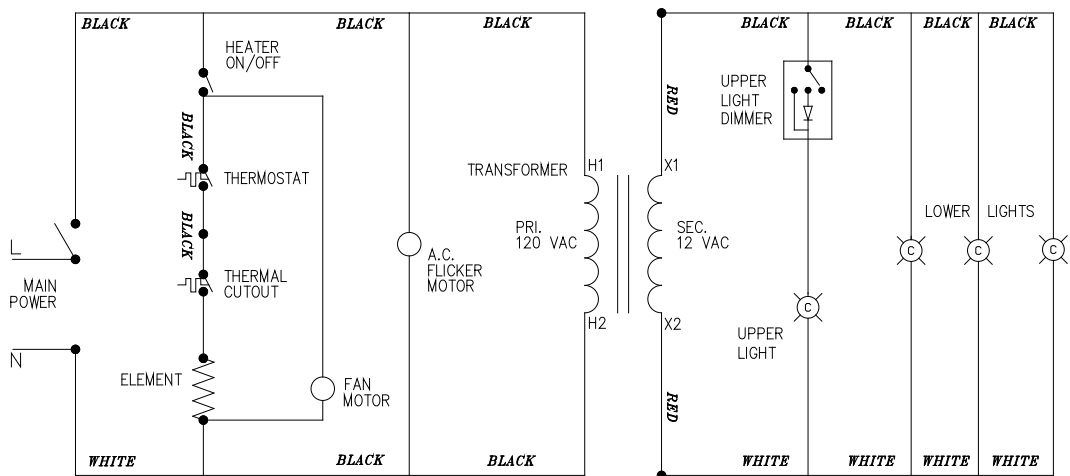 BLACK
BLACK
BLACK
BLACK
BLACK
BLACK
BLACK
HEATER
ON/OFF
RED
UPPER
LIGHT
DIMMER
BLACK
THERMOSTAT
TRANSFORMER
H1
X1
BLACK
L
MAIN
POWER
N
THERMAL
CUTOUT
A.C.
FLICKER
MOTOR
PRI.
120 VAC
SEC.
12 VAC
LOWER LIGHTS
C
C
C
C
H2
X2
UPPER
LIGHT
ELEMENT
FAN
MOTOR
RED
WHITE
BLACK
BLACK
WHITE
WHITE
WHITE
WHITE